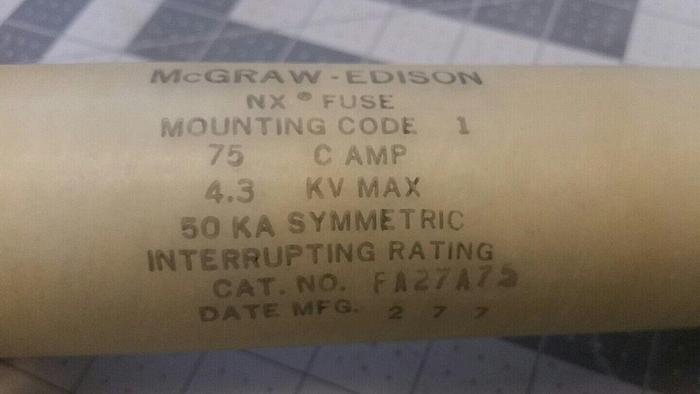 McGRAW-EDISON
NX ® FUSE
MOUNTING CODE 1
75 C AMP
4.3 KV MAX
50 KA SYMMETRIC
INTERRUPTING RATING
CAT. NO. FA27A75
DATE MFG. 2 7 7